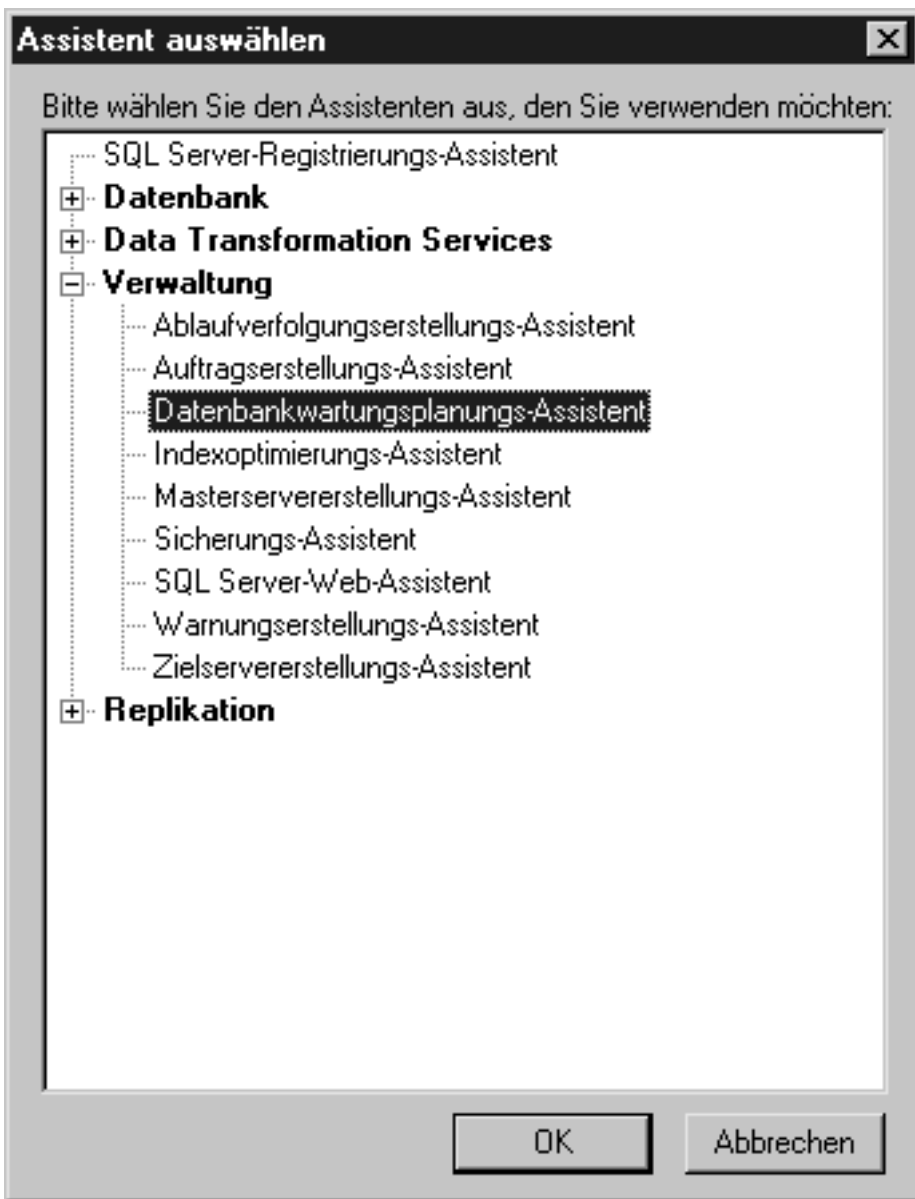 Assistent auswählen
Bitte wählen Sie den Assistenten aus, den Sie verwenden möchten:
SQL Server-Registrierungs-Assistent
Datenbank
Data Transformation Services
Verwaltung
Ablaufverfolgungserstellungs-Assistent
Auftragserstellungs-Assistent
Datenbankwartungsplanungs-Assistent
Indexoptimierungs-Assistent
Masterservererstellungs-Assistent
Sicherungs-Assistent
SQL Server-Web-Assistent
Warnungserstellungs-Assistent
Zielservererstellungs-Assistent
Replikation
OK Abbrechen